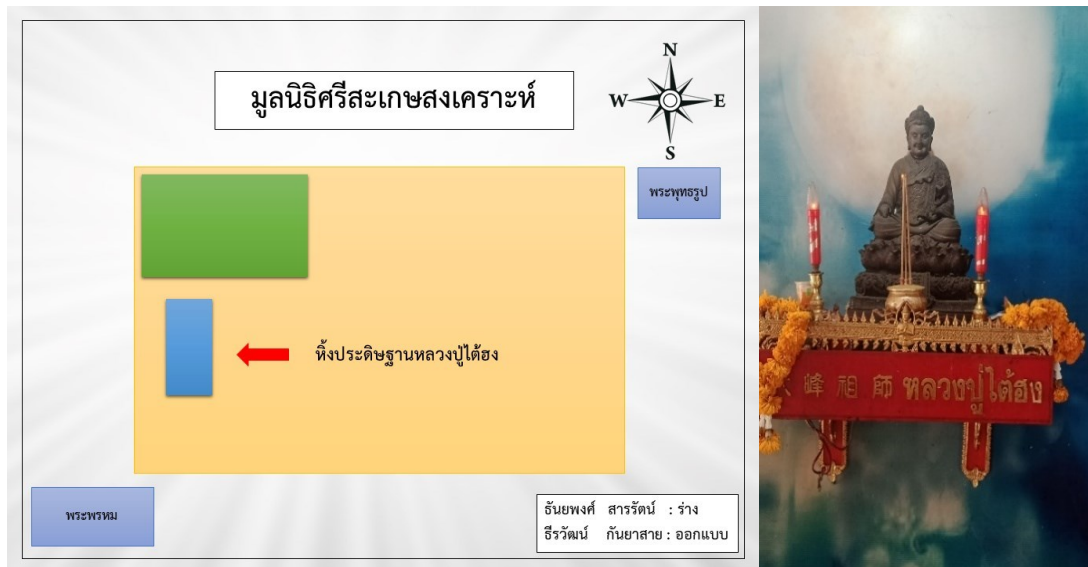 มูลนิธิศรีสะเกษสงเคราะห์
N
W
E
S
พระพุทธรูป
หิ้งประดิษฐานหลวงปู่ไต้ฮง
พระพรหม
ธันยพงศ์ สารรัตน์ : ร่าง
ธีรวัฒน์ กันยาสาย : ออกแบบ
峰祖師 หลวงปู่ไต้ฮง